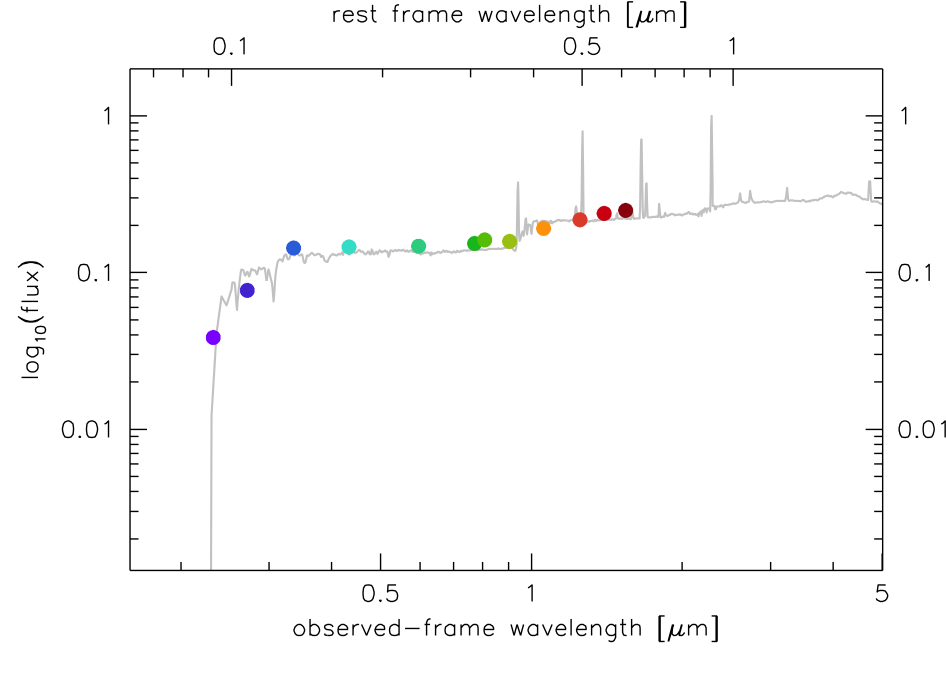 rest frame wavelength [μm]
0.1 0.5 1
1 1
0.1 0.1
log10(flux)
0.01 0.01
0.5 1 5
observed-frame wavelength [μm]